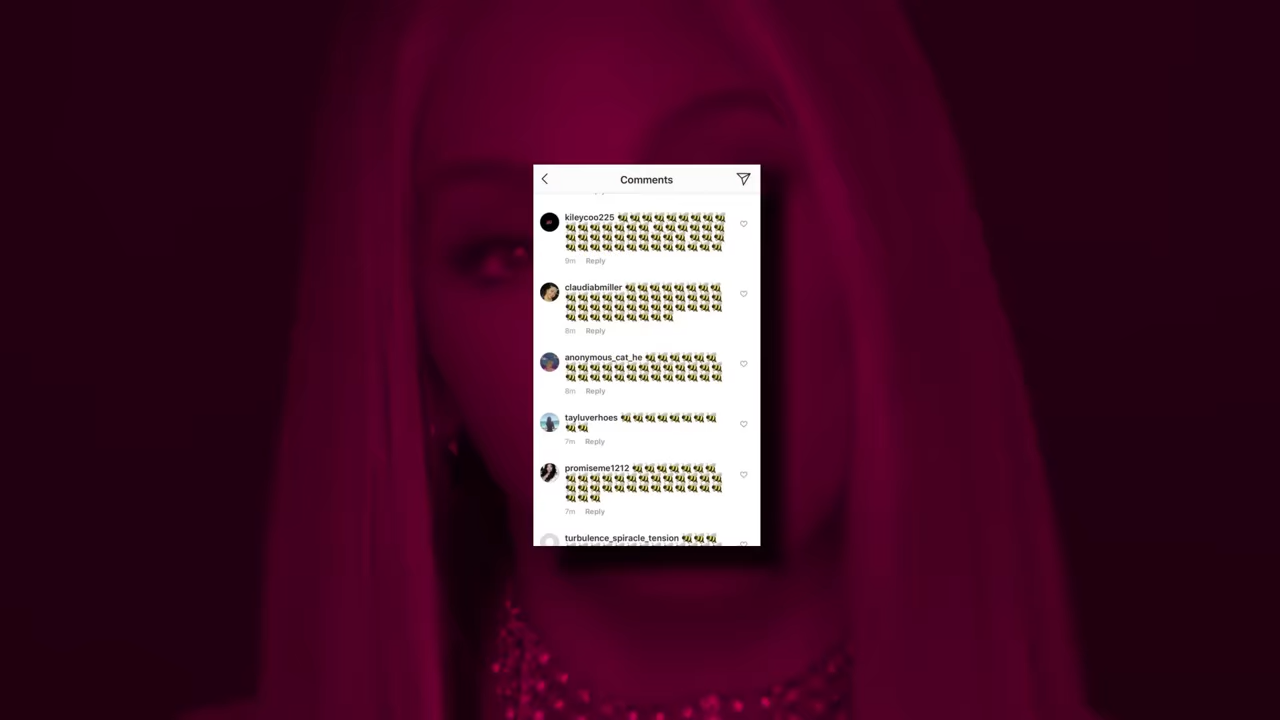 Comments
kileycoo225 🐝🐝🐝🐝🐝🐝🐝🐝🐝
🐝🐝🐝🐝🐝🐝🐝🐝🐝🐝🐝🐝🐝
🐝🐝🐝🐝🐝🐝🐝🐝🐝🐝🐝🐝🐝
🐝🐝🐝🐝🐝🐝🐝🐝🐝🐝🐝🐝🐝
9m Reply
claudiabmiller 🐝🐝🐝🐝🐝🐝🐝🐝
🐝🐝🐝🐝🐝🐝🐝🐝🐝🐝🐝🐝🐝
🐝🐝🐝🐝🐝🐝🐝🐝🐝🐝🐝🐝🐝
🐝🐝🐝🐝🐝🐝🐝🐝🐝
8m Reply
anonymous_cat_he 🐝🐝🐝🐝🐝🐝
🐝🐝🐝🐝🐝🐝🐝🐝🐝🐝🐝🐝🐝
🐝🐝🐝🐝🐝🐝🐝🐝🐝🐝🐝🐝🐝
8m Reply
tayluverhoes 🐝🐝🐝🐝🐝🐝🐝🐝
🐝🐝
7m Reply
promiseme1212 🐝🐝🐝🐝🐝🐝🐝
🐝🐝🐝🐝🐝🐝🐝🐝🐝🐝🐝🐝🐝
🐝🐝🐝🐝🐝🐝🐝🐝🐝🐝🐝🐝🐝
🐝🐝🐝
7m Reply
turbulence_spiracle_tension 🐝🐝🐝